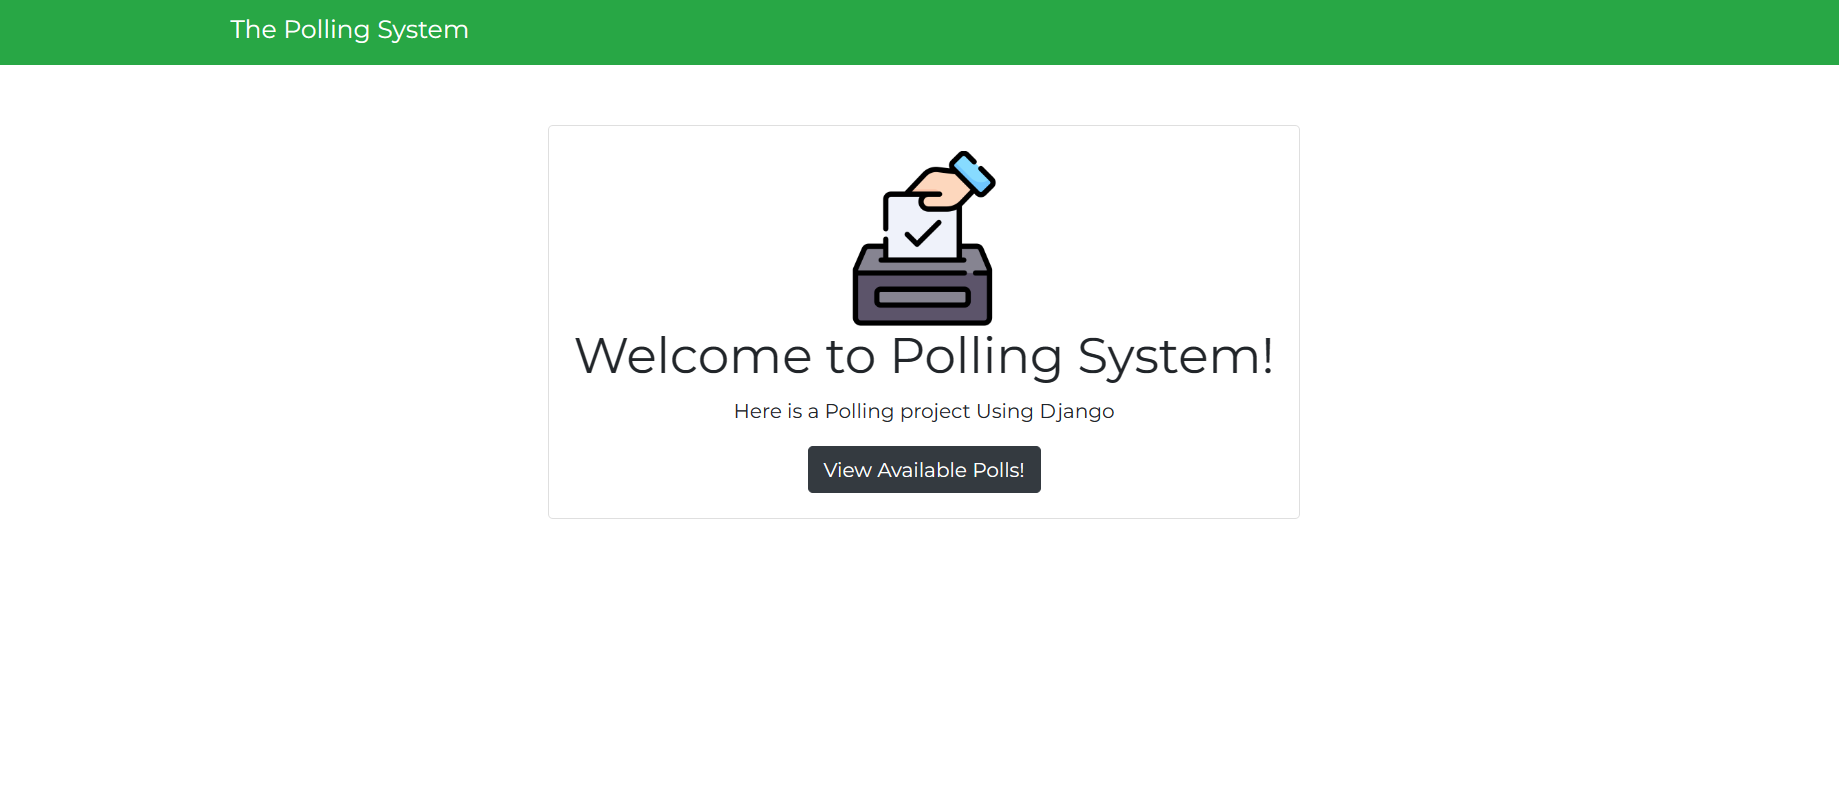 The Polling System
Welcome to Polling System!
Here is a Polling project Using Django
View Available Polls!